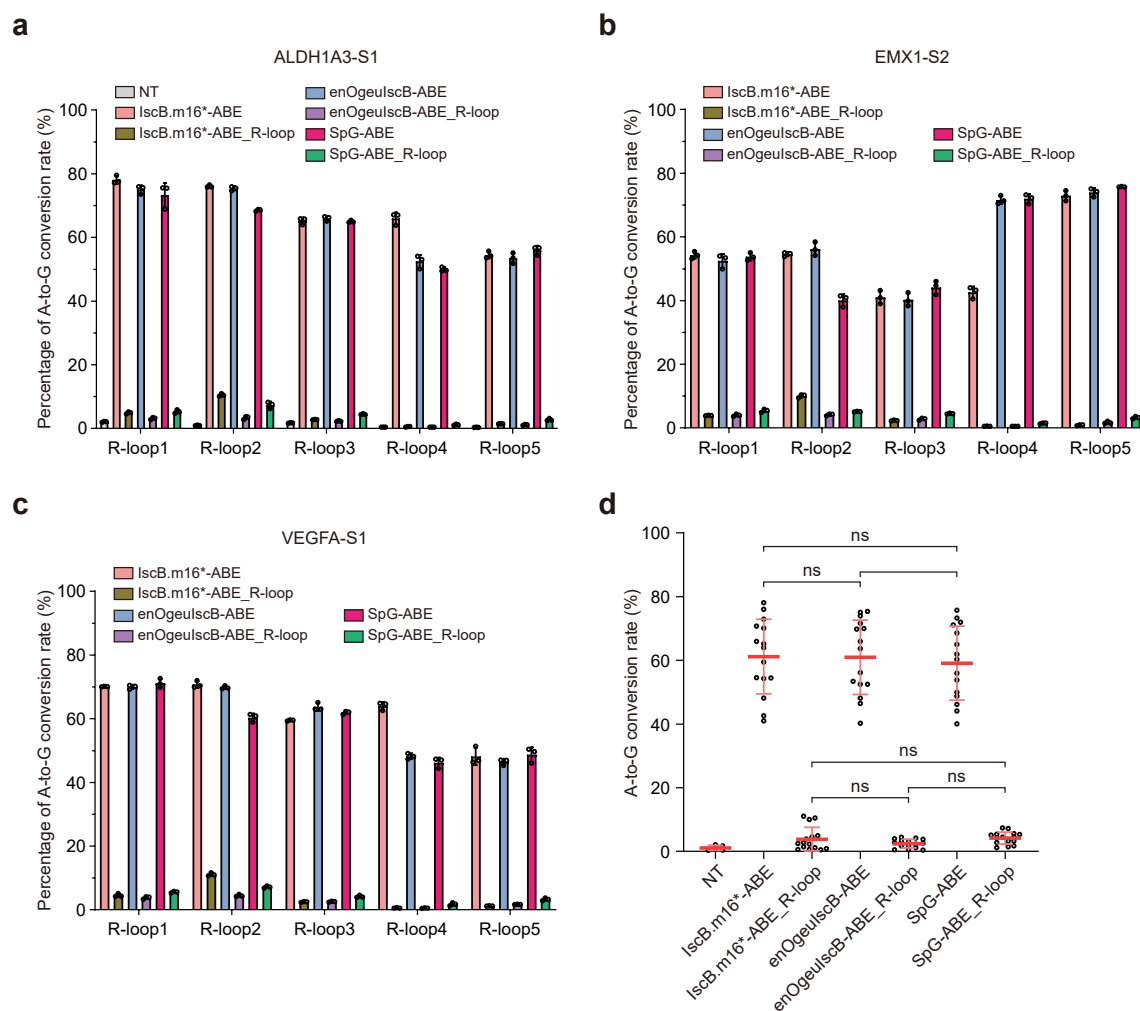 a
ALDH1A3-S1
NT
IscB.m16*-ABE
IscB.m16*-ABE_R-loop
enOgeuIscB-ABE
enOgeuIscB-ABE_R-loop
SpG-ABE
SpG-ABE_R-loop
Percentage of A-to-G conversion rate (%)
100
80
60
40
20
0
R-loop1 R-loop2 R-loop3 R-loop4 R-loop5
b
EMX1-S2
IscB.m16*-ABE
IscB.m16*-ABE_R-loop
enOgeuIscB-ABE
enOgeuIscB-ABE_R-loop
SpG-ABE
SpG-ABE_R-loop
Percentage of A-to-G conversion rate (%)
100
80
60
40
20
0
R-loop1 R-loop2 R-loop3 R-loop4 R-loop5
c
VEGFA-S1
IscB.m16*-ABE
IscB.m16*-ABE_R-loop
enOgeuIscB-ABE
enOgeuIscB-ABE_R-loop
SpG-ABE
SpG-ABE_R-loop
Percentage of A-to-G conversion rate (%)
100
80
60
40
20
0
R-loop1 R-loop2 R-loop3 R-loop4 R-loop5
d
A-to-G conversion rate (%)
100
80
60
40
20
0
ns
ns
ns
ns
ns
NT
IscB.m16*-ABE
IscB.m16*-ABE_R-loop
enOgeuIscB-ABE
enOgeuIscB-ABE_R-loop
SpG-ABE
SpG-ABE_R-loop